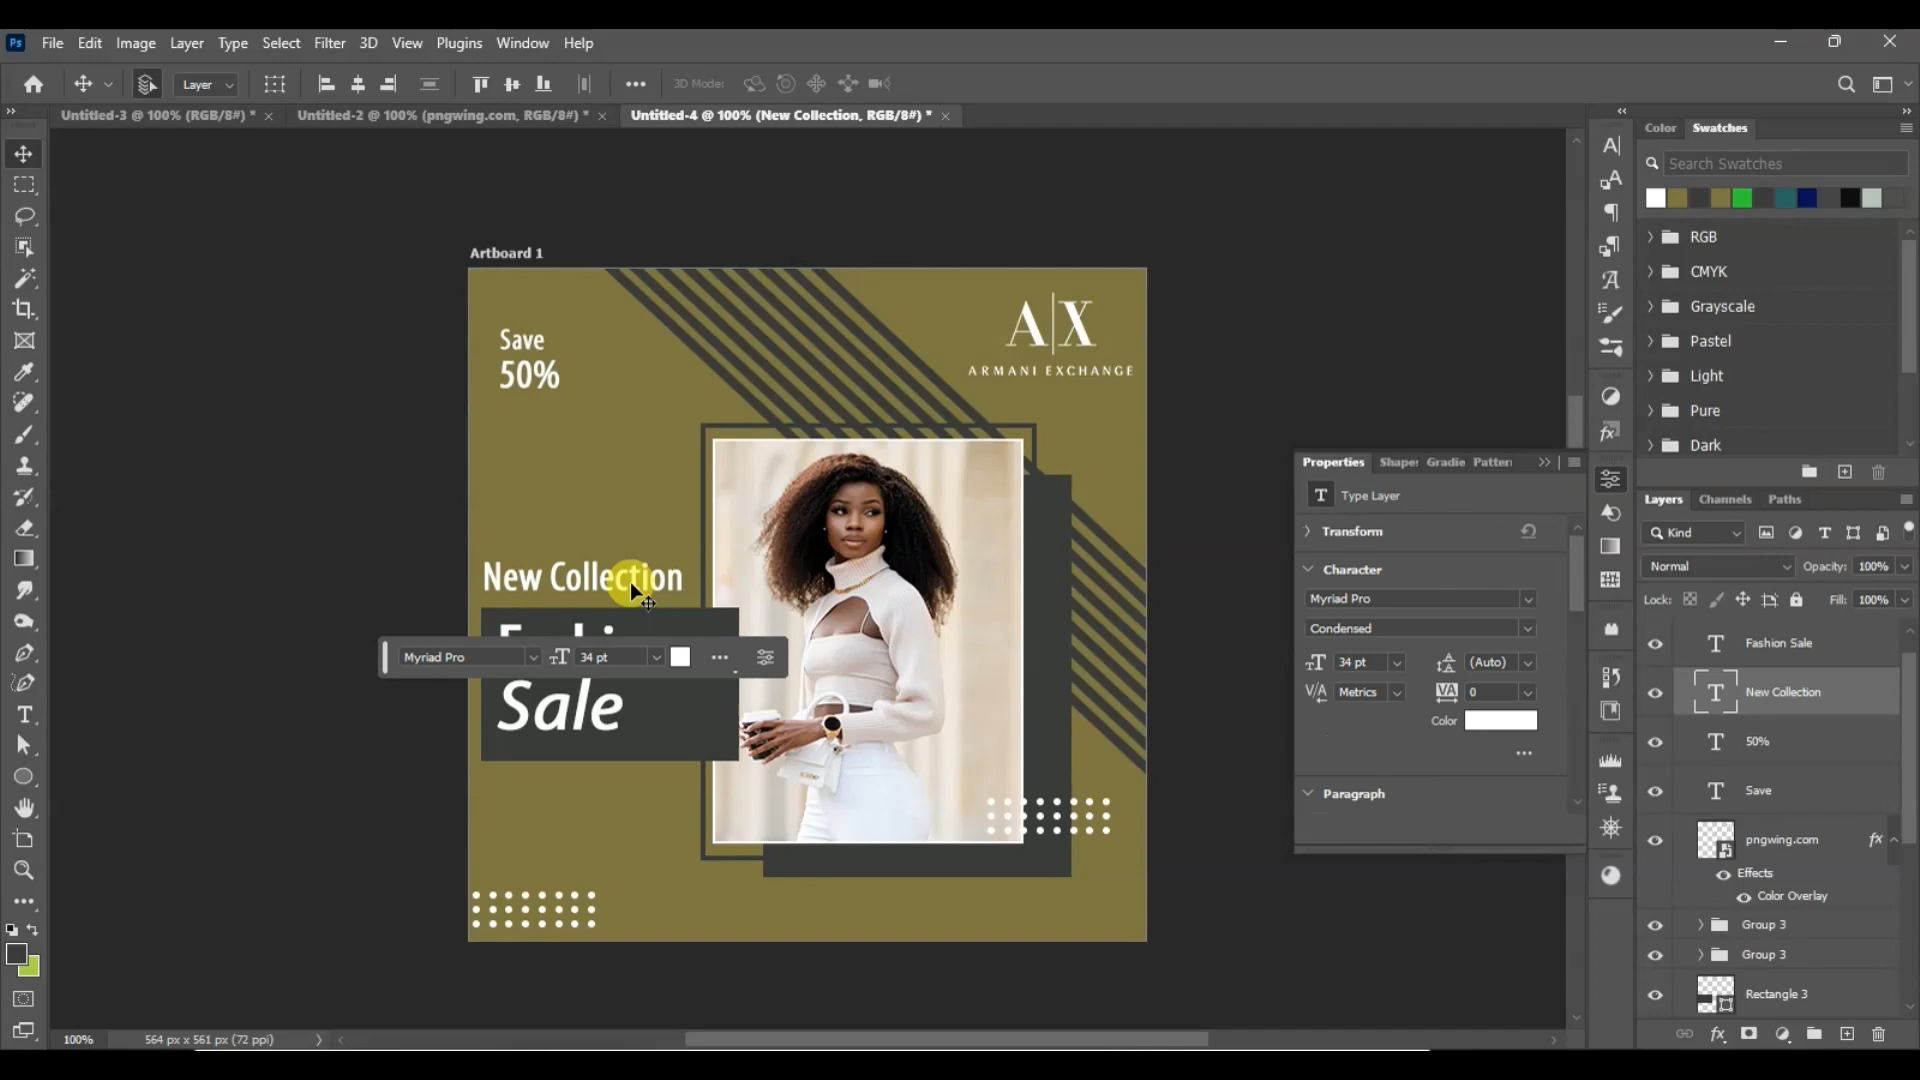 Ps File Edit Image Layer Type Select Filter 3D View Plugins Window Help
Layer 3D Mode:
Untitled-3 @ 100% (RGB/8#) * Untitled-2 @ 100% (pngwing.com, RGB/8#) * Untitled-4 @ 100% (New Collection, RGB/8#) *
Color Swatches
Search Swatches
RGB
CMYK
Grayscale
Pastel
Light
Pure
Dark
Artboard 1
Save
50%
A|X
ARMANI EXCHANGE
New Collection
Sale
Myriad Pro 34 pt
Properties Shape: Gradie Patter
Type Layer
Transform
Character
Myriad Pro
Condensed
34 pt (Auto)
Metrics 0
Color
Paragraph
Layers Channels Paths
Kind
Normal Opacity: 100%
Lock: Fill: 100%
Fashion Sale
New Collection
50%
Save
pngwing.com fx
Effects
Color Overlay
Group 3
Group 3
Rectangle 3
100% 564 px x 561 px (72 ppi)